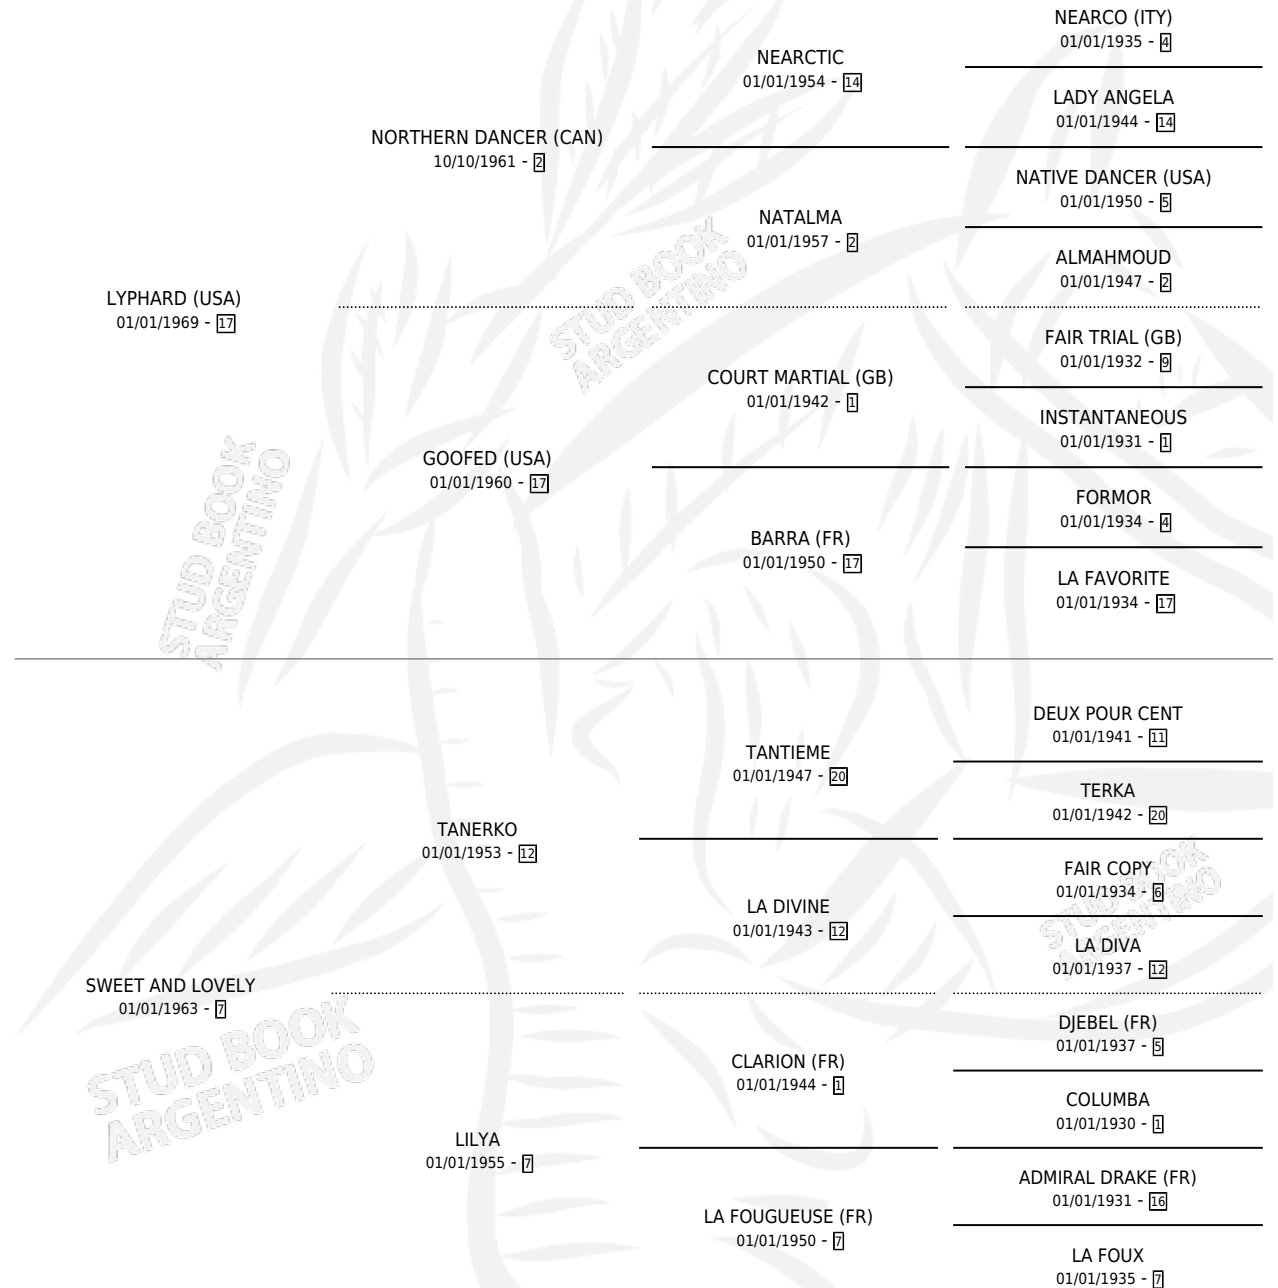 NEARCO (ITY)
01/01/1935 - 4
NEARCTIC
01/01/1954 - 14
LADY ANGELA
01/01/1944 - 14
NORTHERN DANCER (CAN)
10/10/1961 - 2
NATIVE DANCER (USA)
01/01/1950 - 5
NATALMA
01/01/1957 - 2
ALMAHMOUD
01/01/1947 - 2
LYPHARD (USA)
01/01/1969 - 17
FAIR TRIAL (GB)
01/01/1932 - 9
COURT MARTIAL (GB)
01/01/1942 - 1
INSTANTANEOUS
01/01/1931 - 1
GOOFED (USA)
01/01/1960 - 17
FORMOR
01/01/1934 - 4
BARRA (FR)
01/01/1950 - 17
LA FAVORITE
01/01/1934 - 17
DEUX POUR CENT
01/01/1941 - 11
TANTIEME
01/01/1947 - 20
TERKA
01/01/1942 - 20
TANERKO
01/01/1953 - 12
FAIR COPY
01/01/1934 - 6
LA DIVINE
01/01/1943 - 12
LA DIVA
01/01/1937 - 12
SWEET AND LOVELY
01/01/1963 - 7
DJEBEL (FR)
01/01/1937 - 5
CLARION (FR)
01/01/1944 - 1
COLUMBA
01/01/1930 - 1
LILYA
01/01/1955 - 7
ADMIRAL DRAKE (FR)
01/01/1931 - 16
LA FOUGUEUSE (FR)
01/01/1950 - 7
LA FOUX
01/01/1935 - 7
STUD BOOK
ARGENTINO
STUD BOOK
ARGENTINO
STUD BOOK
ARGENTINO
STUD BOOK
ARGENTINO